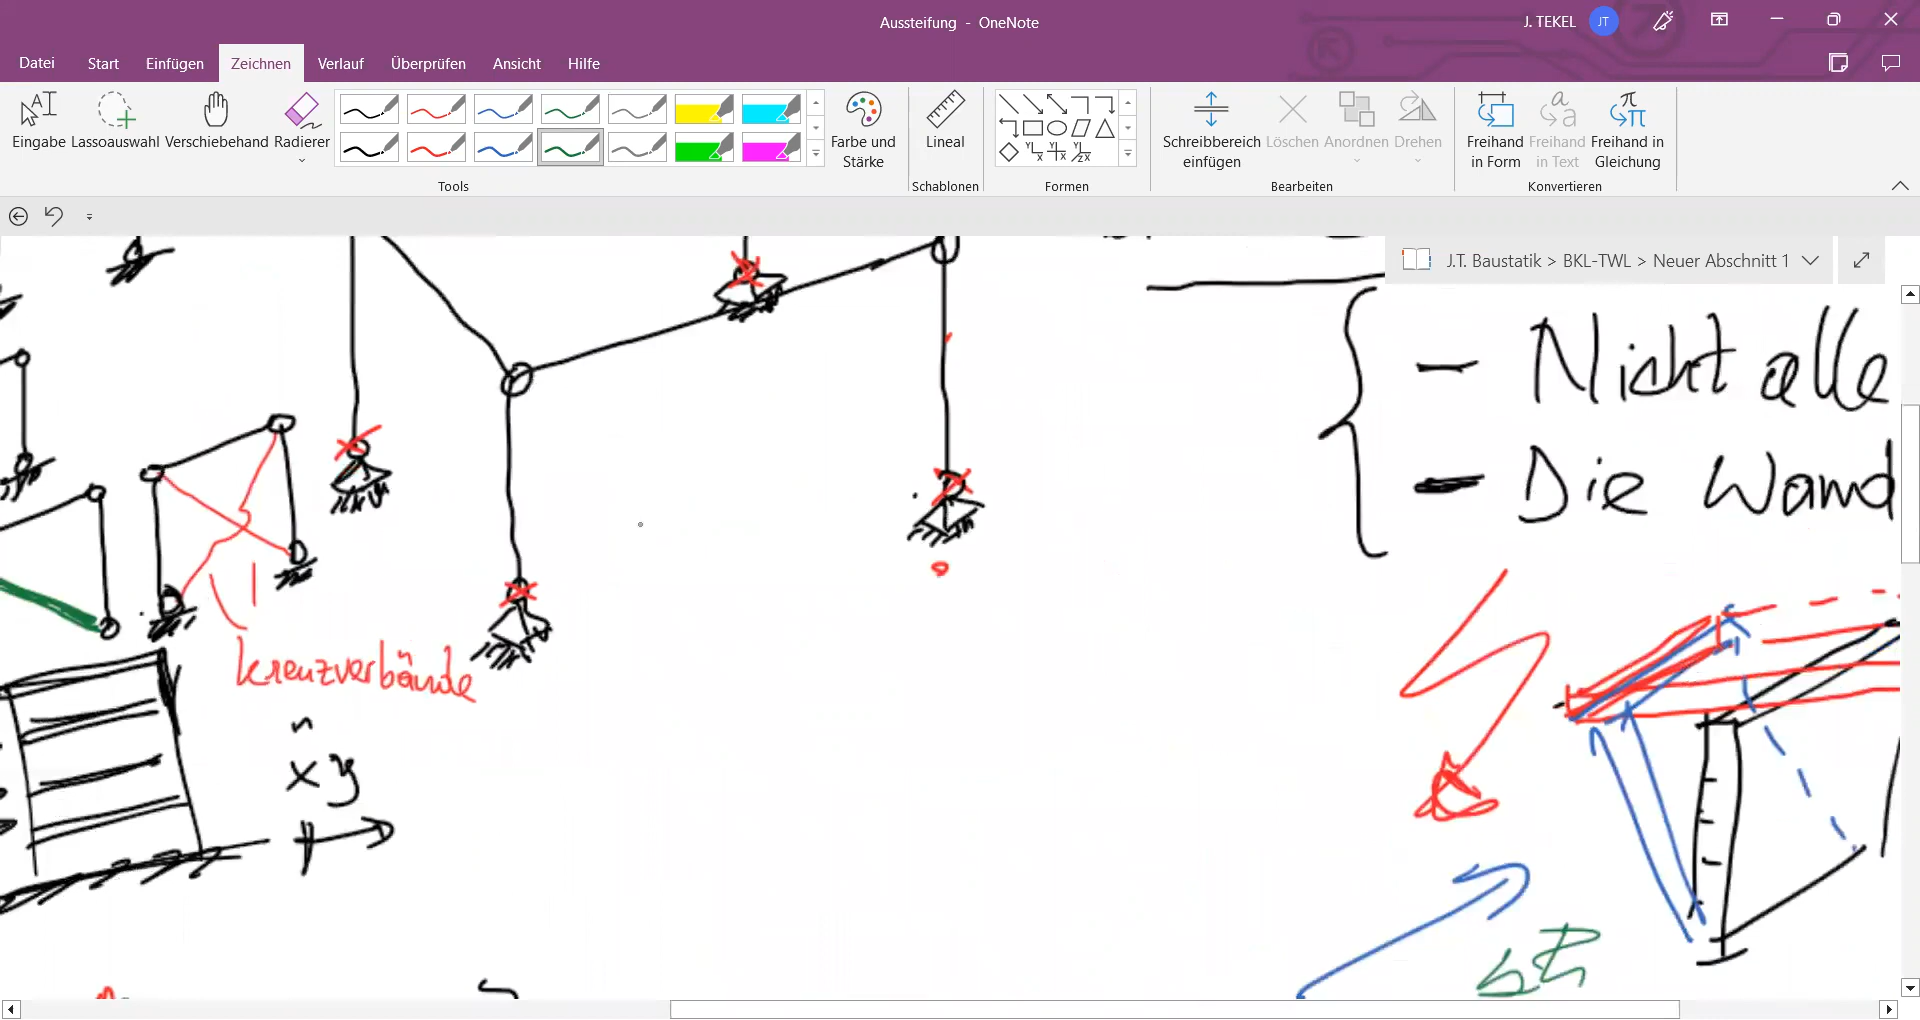 Aussteifung - OneNote
J. TEKEL
JT
Datei
Start
Einfügen
Zeichnen
Verlauf
Überprüfen
Ansicht
Hilfe
Eingabe
Lassoauswahl
Verschiebehand
Radierer
Farbe und
Stärke
Lineal
Schreibbereich
einfügen
Löschen
Anordnen
Drehen
Freihand
in Form
Freihand
in Text
Freihand in
Gleichung
Tools
Schablonen
Formen
Bearbeiten
Konvertieren
J.T. Baustatik > BKL-TWL > Neuer Abschnitt 1
- Nicht alle
- Die Wand
kreuzverbände
x y